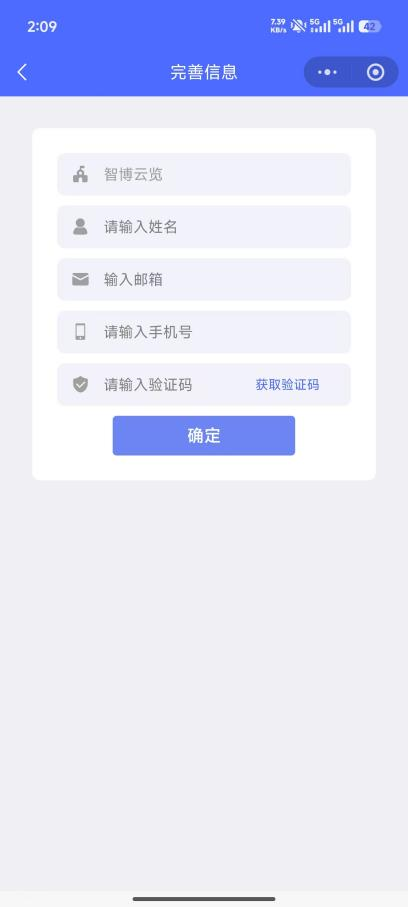 2:09
7.39
KB/s
5G
5G
42
完善信息
智博云览
请输入姓名
输入邮箱
请输入手机号
请输入验证码
获取验证码
确定